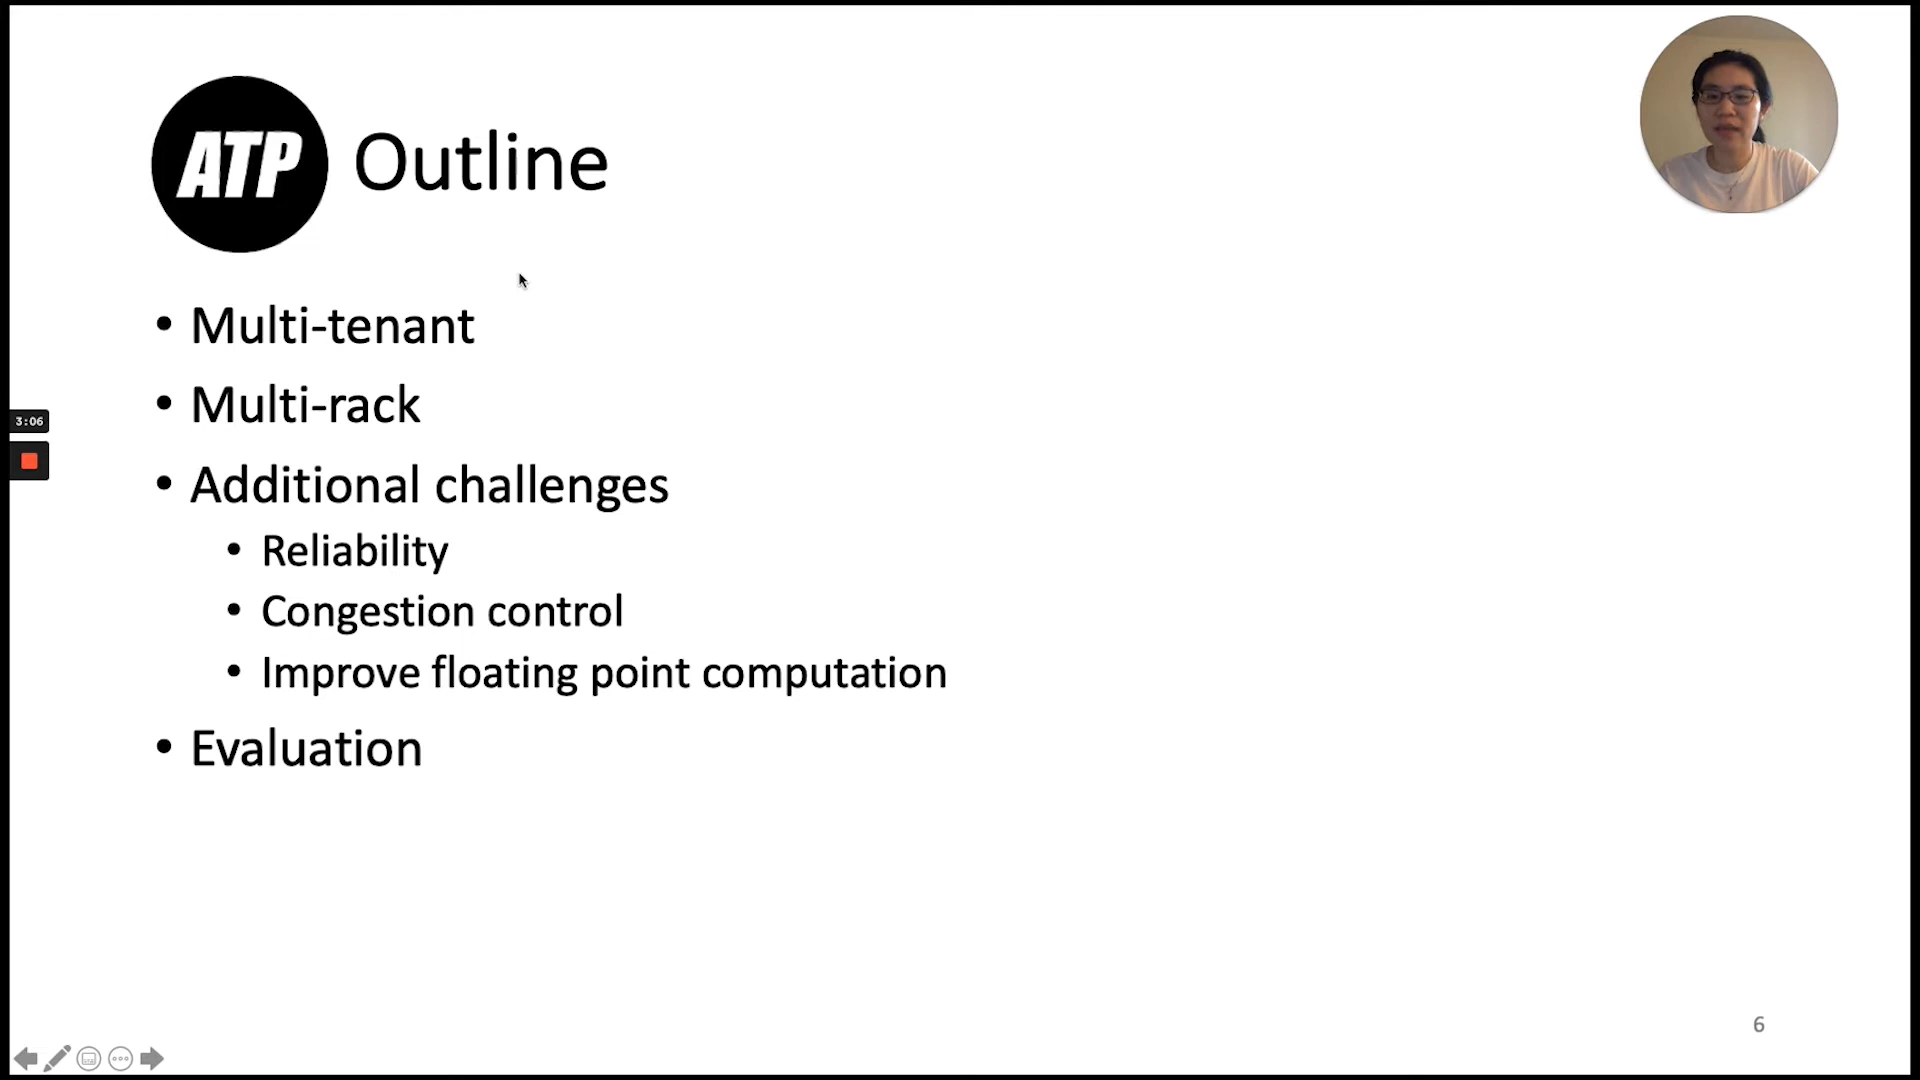 ATP Outline
• Multi-tenant
• Multi-rack
3:06
• Additional challenges
• Reliability
• Congestion control
• Improve floating point computation
• Evaluation
6